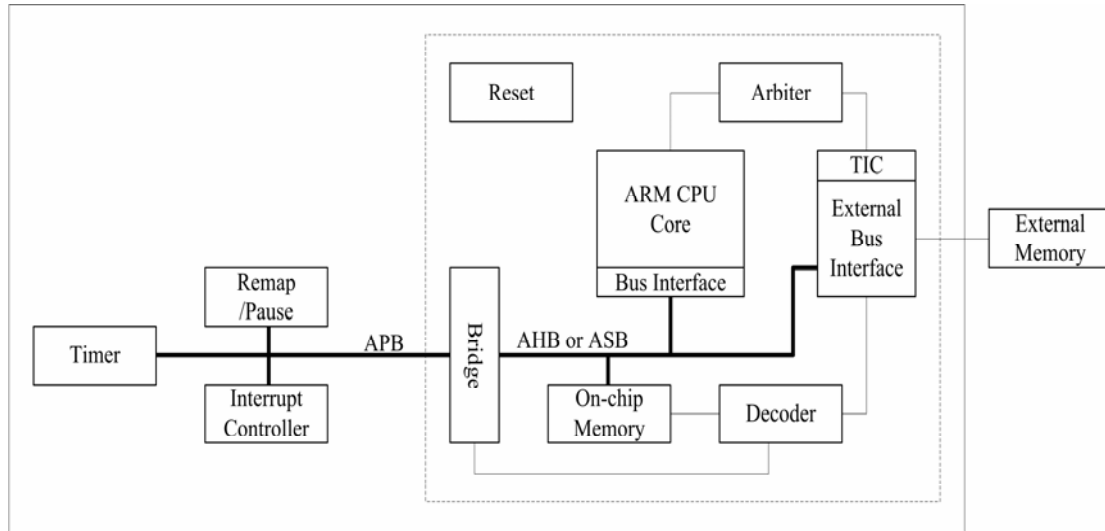 Reset
Arbiter
ARM CPU
Core
Bus Interface
TIC
External
Bus
Interface
External
Memory
Remap
/Pause
Timer
APB
Bridge
AHB or ASB
Interrupt
Controller
On-chip
Memory
Decoder